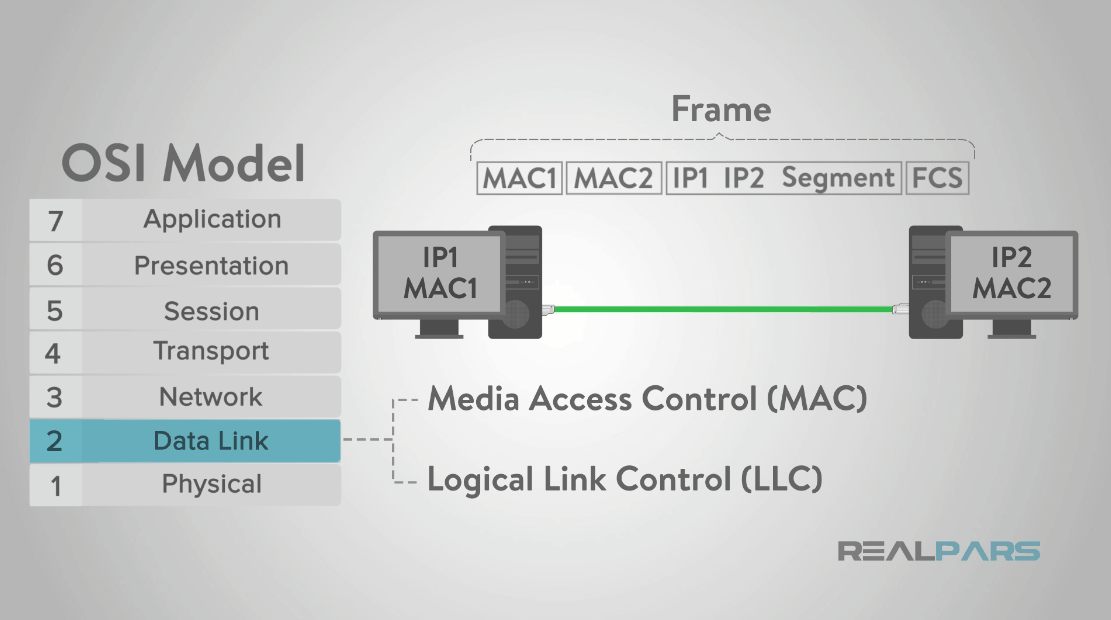 Frame
MAC1 MAC2 IP1 IP2 Segment FCS
OSI Model
7 Application
6 Presentation
5 Session
4 Transport
3 Network
2 Data Link
1 Physical
IP1
MAC1
IP2
MAC2
Media Access Control (MAC)
Logical Link Control (LLC)
REALPARS